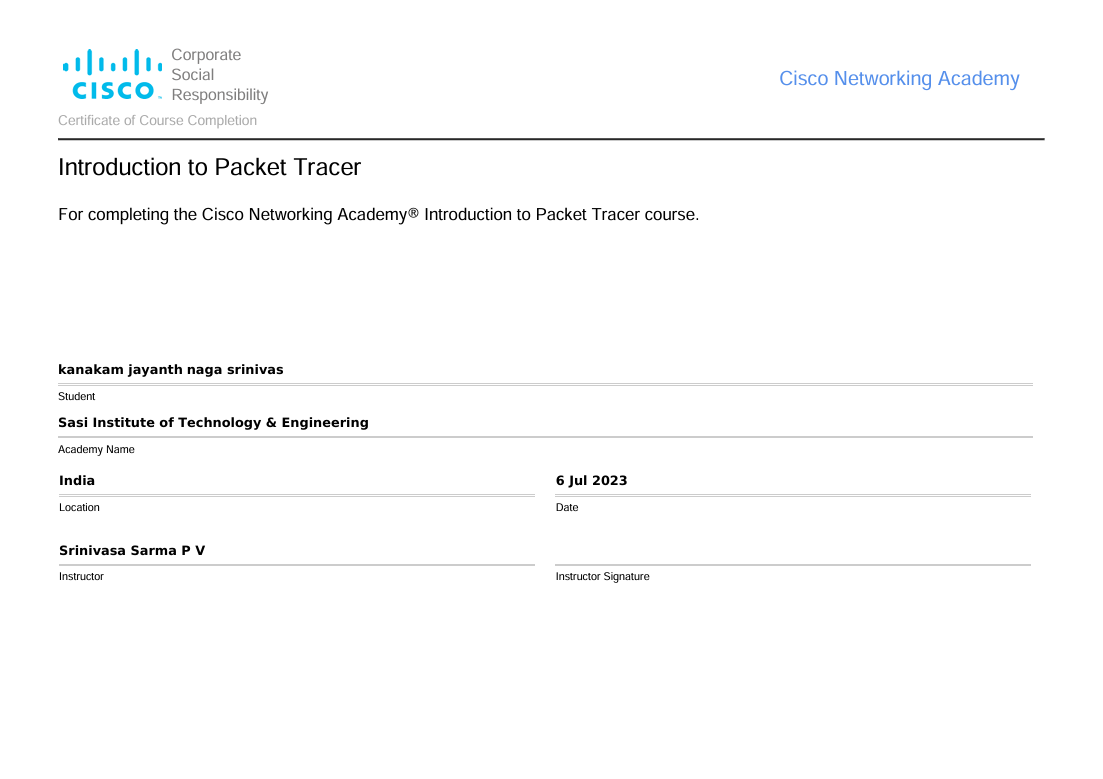 Corporate
Social
Responsibility
CISCO
Cisco Networking Academy
Certificate of Course Completion
Introduction to Packet Tracer
For completing the Cisco Networking Academy® Introduction to Packet Tracer course.
kanakam jayanth naga srinivas
Student
Sasi Institute of Technology & Engineering
Academy Name
India
6 Jul 2023
Location
Date
Srinivasa Sarma P V
Instructor
Instructor Signature